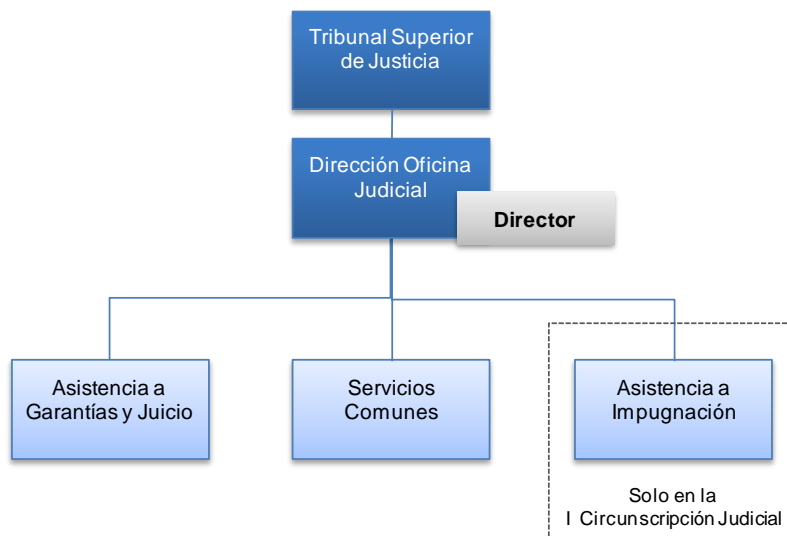 Tribunal Superior
de Justicia
Dirección Oficina
Judicial
Director
Asistencia a
Garantías y Juicio
Servicios
Comunes
Asistencia a
Impugnación
Solo en la
I Circunscripción Judicial